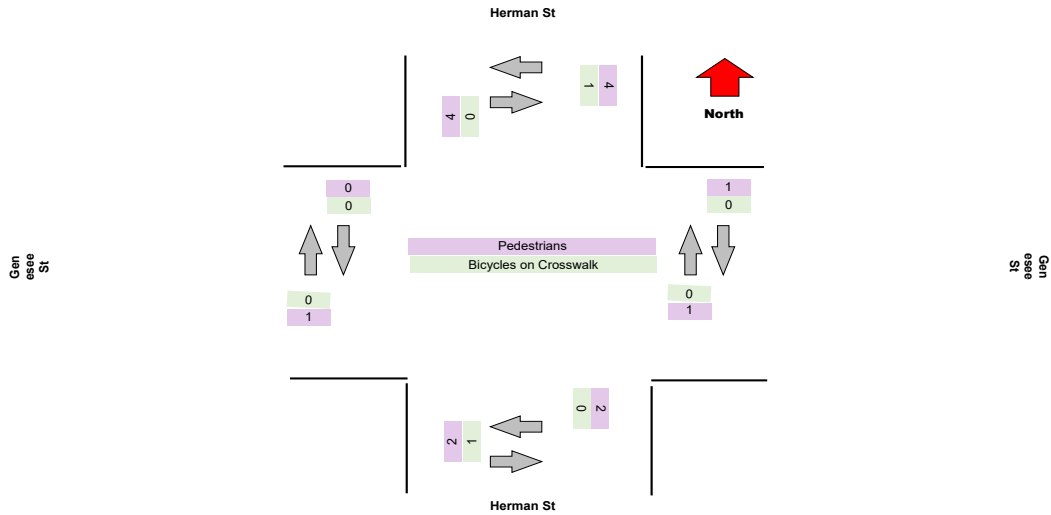 Herman St
1 4
4 0
North
0
0
1
0
Pedestrians
Bicycles on Crosswalk
Gen
esee
St
Gen
esee
St
0
1
0
1
0 2
2 1
Herman St